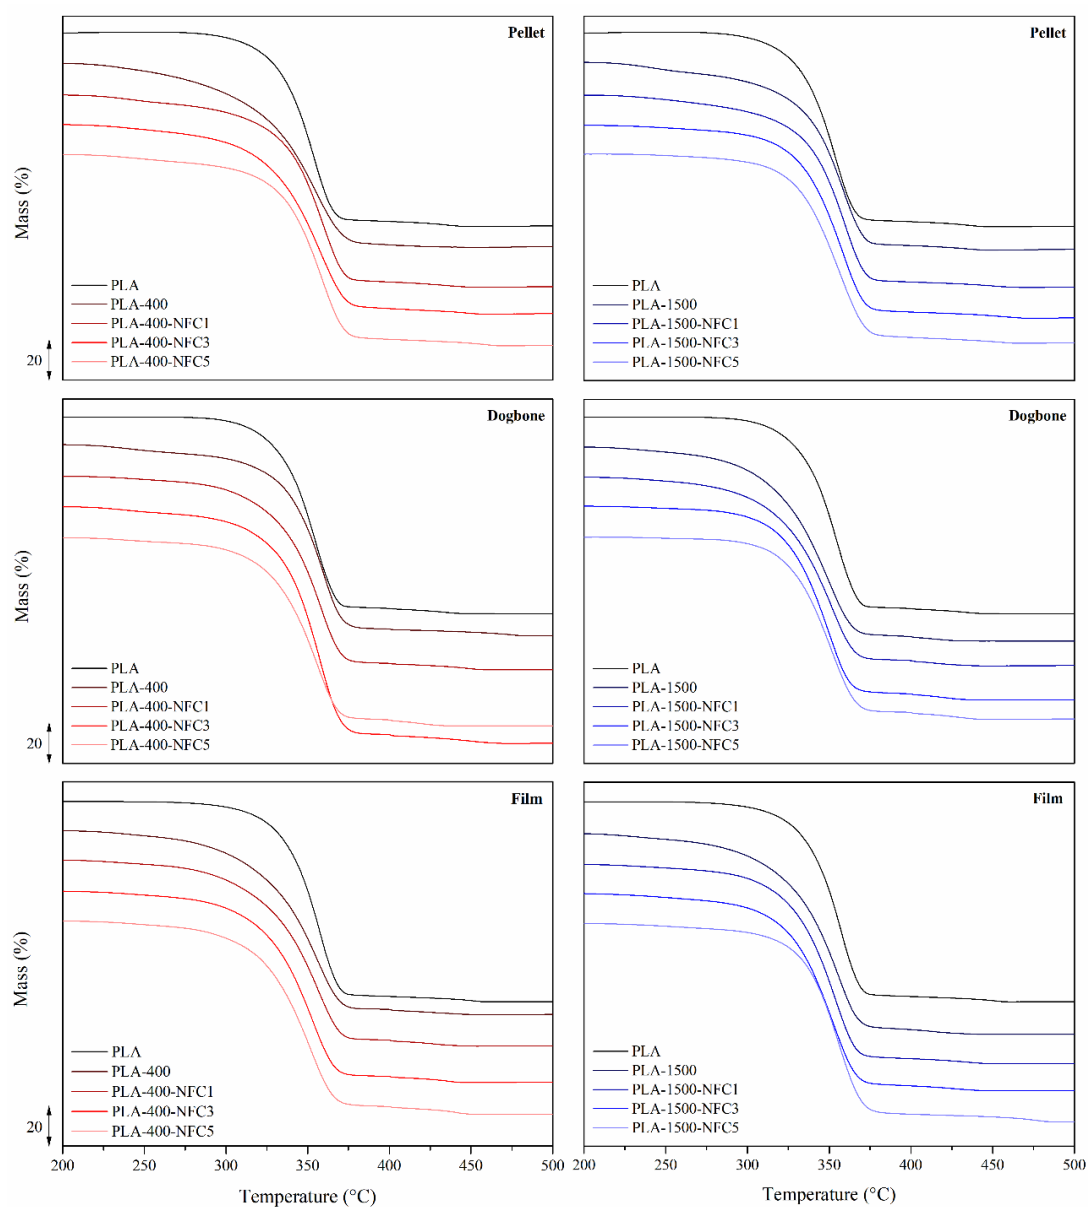 Pellet
Mass (%)
PLA
PLA-400
PLA-400-NFC1
PLA-400-NFC3
PLA-400-NFC5
20
Pellet
PLA
PLA-1500
PLA-1500-NFC1
PLA-1500-NFC3
PLA-1500-NFC5
Dogbone
Mass (%)
PLA
PLA-400
PLA-400-NFC1
PLA-400-NFC3
PLA-400-NFC5
20
Dogbone
PLA
PLA-1500
PLA-1500-NFC1
PLA-1500-NFC3
PLA-1500-NFC5
Film
Mass (%)
PLA
PLA-400
PLA-400-NFC1
PLA-400-NFC3
PLA-400-NFC5
20
200 250 300 350 400 450 500
Temperature (°C)
Film
PLA
PLA-1500
PLA-1500-NFC1
PLA-1500-NFC3
PLA-1500-NFC5
200 250 300 350 400 450 500
Temperature (°C)